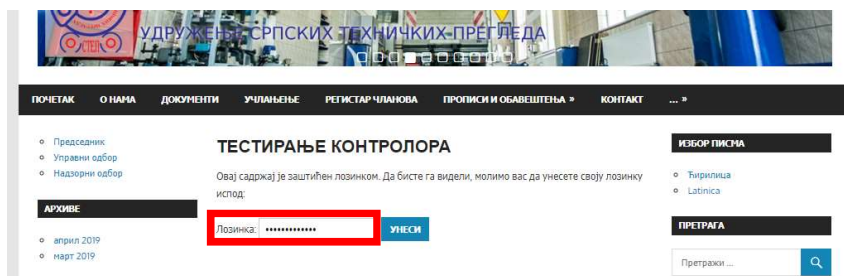 УДРУЖЕЊЕ СРПСКИХ ТЕХНИЧКИХ ПРЕГЛЕДА
ПОЧЕТАК О НАМА ДОКУМЕНТИ УЧЛАЊЕЊЕ РЕГИСТАР ЧЛАНОВА ПРОПИСИ И ОБАВЕШТЕЊА » КОНТАКТ ... »
Председник
Управни одбор
Надзорни одбор
АРХИВЕ
април 2019
март 2019
ТЕСТИРАЊЕ КОНТРОЛОРА
Овај садржај је заштићен лозинком. Да бисте га видели, молимо вас да унесете своју лозинку
испод:
Лозинка: ••••••••••••• УНЕСИ
ИЗБОР ПИСМА
Ћирилица
Latinica
ПРЕТРАГА
Претражи ...